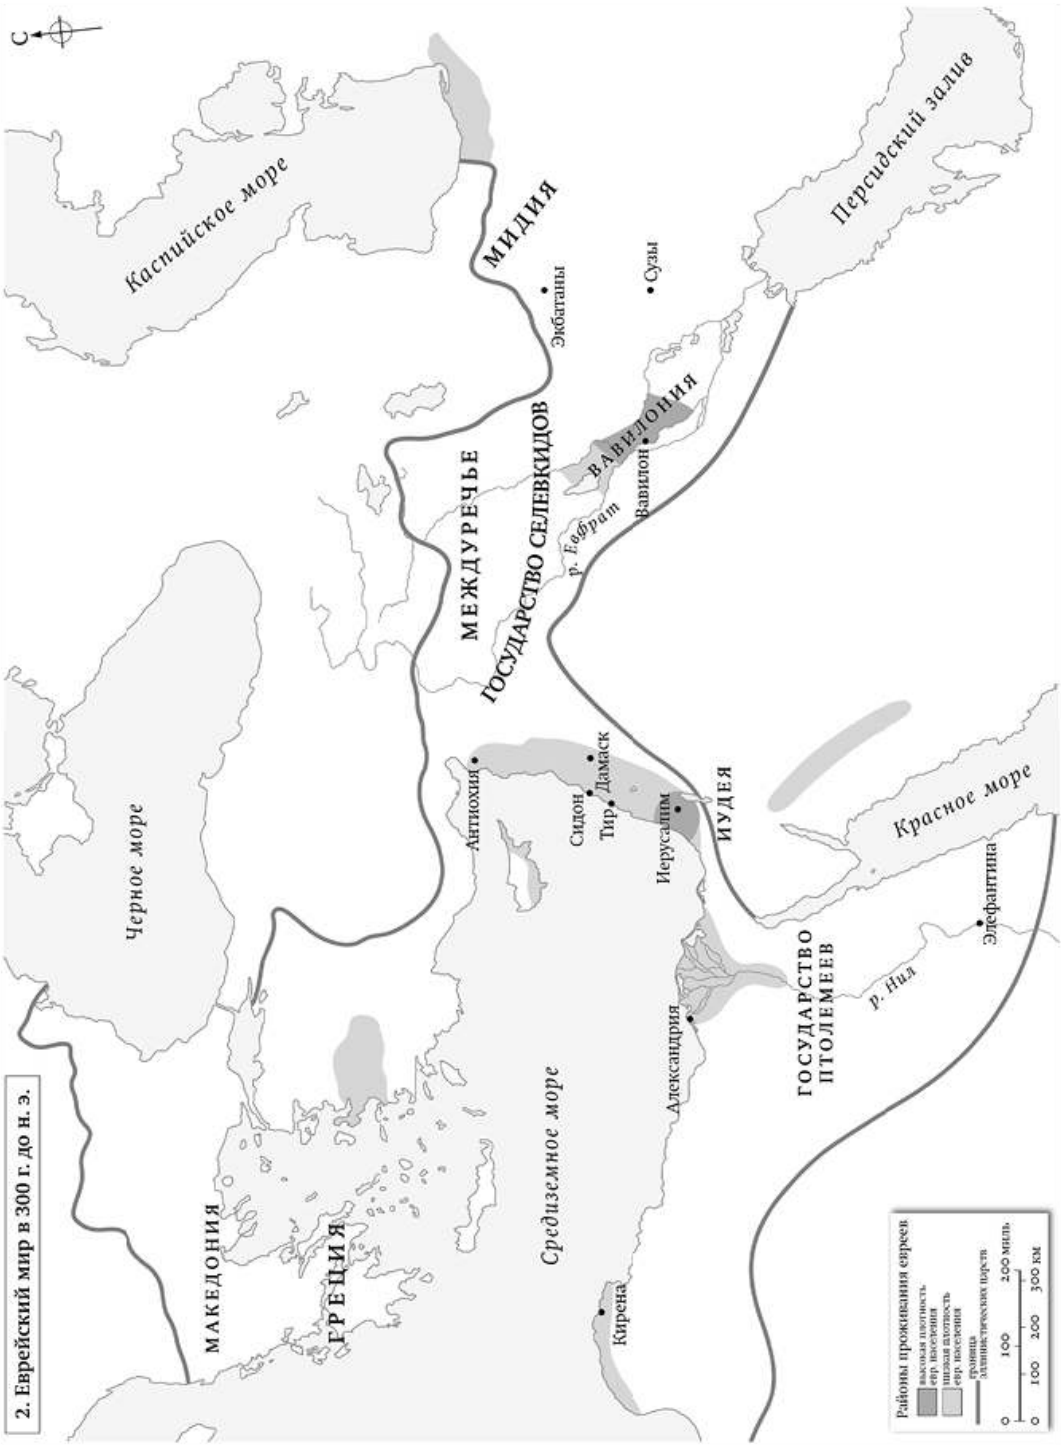 2. Еврейский мир в 300 г. до н. э.
С
Черное море
Каспийское море
МАКЕДОНИЯ
ГРЕЦИЯ
МИДИЯ
Экбатаны
Сузы
МЕЖДУРЕЧЬЕ
ГОСУДАРСТВО СЕЛЕВКИДОВ
р. Евфрат
ВАВИЛОНИЯ
Вавилон
Персидский залив
Антиохия
Сидон
Дамаск
Тир
Иерусалим
ИУДЕЯ
Средиземное море
Кирена
Александрия
ГОСУДАРСТВО
ПТОЛЕМЕЕВ
р. Нил
Элефантина
Красное море
Районы проживания евреев
высокая плотность
евр. населения
низкая плотность
евр. населения
граница
эллинистических царств
0 100 200 миль
0 100 200 300 км